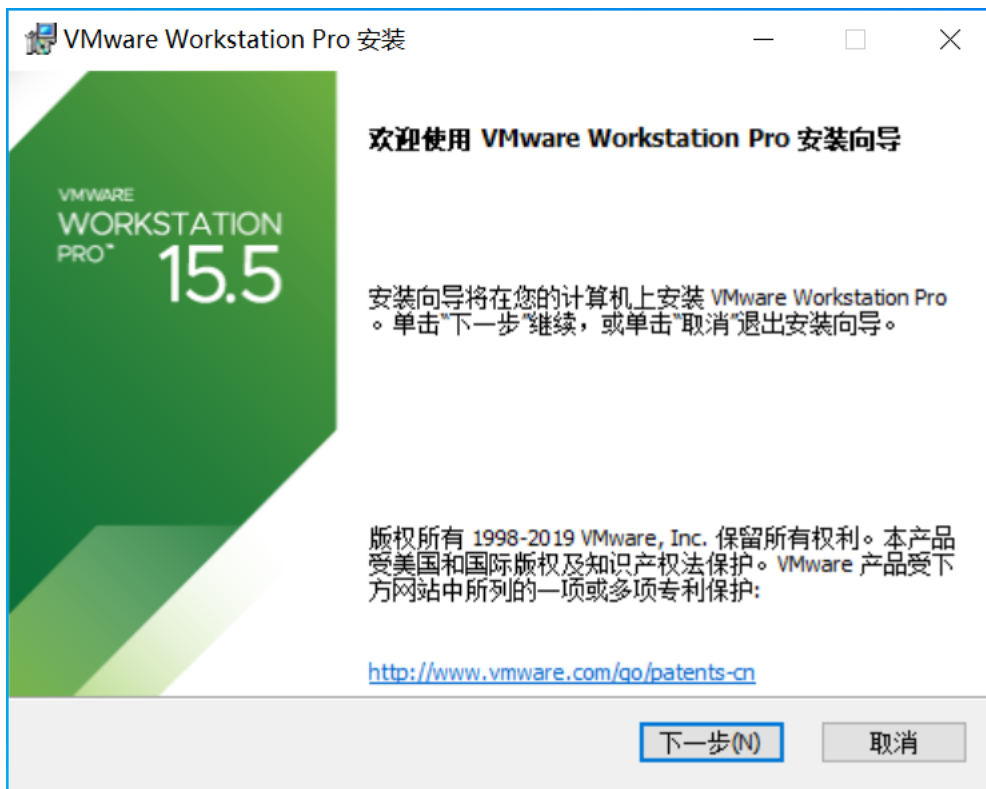 VMware Workstation Pro 安装
VMWARE
WORKSTATION
PRO™ 15.5
欢迎使用 VMware Workstation Pro 安装向导
安装向导将在您的计算机上安装 VMware Workstation Pro
。单击"下一步"继续，或单击"取消"退出安装向导。
版权所有 1998-2019 VMware, Inc. 保留所有权利。本产品
受美国和国际版权及知识产权法保护。VMware 产品受下
方网站中所列的一项或多项专利保护:
http://www.vmware.com/go/patents-cn
下一步(N)
取消